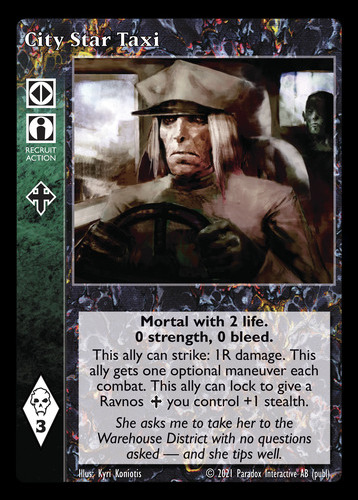 City Star Taxi
RECRUIT
ACTION
Mortal with 2 life.
0 strength, 0 bleed.
This ally can strike: 1R damage. This
ally gets one optional maneuver each
combat. This ally can lock to give a
Ravnos you control +1 stealth.
She asks me to take her to the
Warehouse District with no questions
asked — and she tips well.
3
Illus: Kyri Koniotis
© 2021 Paradox Interactive AB (publ)